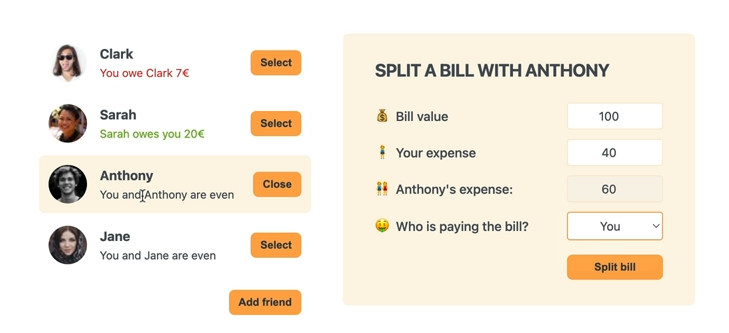 Clark
You owe Clark 7€
Select
Sarah
Sarah owes you 20€
Select
Anthony
You and Anthony are even
Close
Jane
You and Jane are even
Select
Add friend
SPLIT A BILL WITH ANTHONY
Bill value
100
Your expense
40
Anthony's expense:
60
Who is paying the bill?
You
Split bill